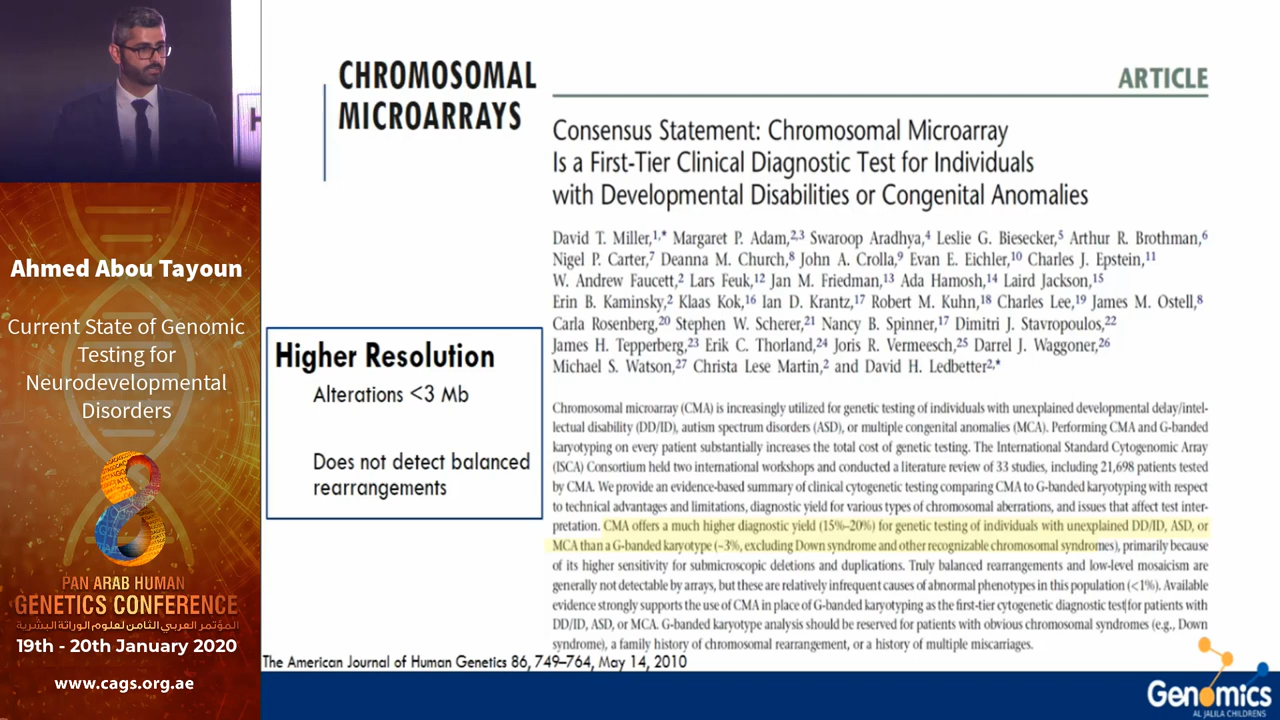 CHROMOSOMAL
MICROARRAYS
ARTICLE
Consensus Statement: Chromosomal Microarray
Is a First-Tier Clinical Diagnostic Test for Individuals
with Developmental Disabilities or Congenital Anomalies
David T. Miller,1,* Margaret P. Adam,2,3 Swaroop Aradhya,4 Leslie G. Biesecker,5 Arthur R. Brothman,6
Nigel P. Carter,7 Deanna M. Church,8 John A. Crolla,9 Evan E. Eichler,10 Charles J. Epstein,11
W. Andrew Faucett,2 Lars Feuk,12 Jan M. Friedman,13 Ada Hamosh,14 Laird Jackson,15
Erin B. Kaminsky,2 Klaas Kok,16 Ian D. Krantz,17 Robert M. Kuhn,18 Charles Lee,19 James M. Ostell,8
Carla Rosenberg,20 Stephen W. Scherer,21 Nancy B. Spinner,17 Dimitri J. Stavropoulos,22
James H. Tepperberg,23 Erik C. Thorland,24 Joris R. Vermeesch,25 Darrel J. Waggoner,26
Michael S. Watson,27 Christa Lese Martin,2 and David H. Ledbetter2,*
Chromosomal microarray (CMA) is increasingly utilized for genetic testing of individuals with unexplained developmental delay/intel-
lectual disability (DD/ID), autism spectrum disorders (ASD), or multiple congenital anomalies (MCA). Performing CMA and G-banded
karyotyping on every patient substantially increases the total cost of genetic testing. The International Standard Cytogenomic Array
(ISCA) Consortium held two international workshops and conducted a literature review of 33 studies, including 21,698 patients tested
by CMA. We provide an evidence-based summary of clinical cytogenetic testing comparing CMA to G-banded karyotyping with respect
to technical advantages and limitations, diagnostic yield for various types of chromosomal aberrations, and issues that affect test inter-
pretation. CMA offers a much higher diagnostic yield (15%–20%) for genetic testing of individuals with unexplained DD/ID, ASD, or
MCA than a G-banded karyotype (~3%, excluding Down syndrome and other recognizable chromosomal syndromes), primarily because
of its higher sensitivity for submicroscopic deletions and duplications. Truly balanced rearrangements and low-level mosaicism are
generally not detectable by arrays, but these are relatively infrequent causes of abnormal phenotypes in this population (<1%). Available
evidence strongly supports the use of CMA in place of G-banded karyotyping as the first-tier cytogenetic diagnostic test for patients with
DD/ID, ASD, or MCA. G-banded karyotype analysis should be reserved for patients with obvious chromosomal syndromes (e.g., Down
syndrome), a family history of chromosomal rearrangement, or a history of multiple miscarriages.
Higher Resolution
Alterations <3 Mb
Does not detect balanced
rearrangements
The American Journal of Human Genetics 86, 749–764, May 14, 2010
Genomics
AL JALILA CHILDRENS
H
Ahmed Abou Tayoun
Current State of Genomic
Testing for
Neurodevelopmental
Disorders
PAN ARAB HUMAN
GENETICS CONFERENCE
المؤتمر العربي الثامن لعلوم الوراثة البشرية
19th - 20th January 2020
www.cags.org.ae